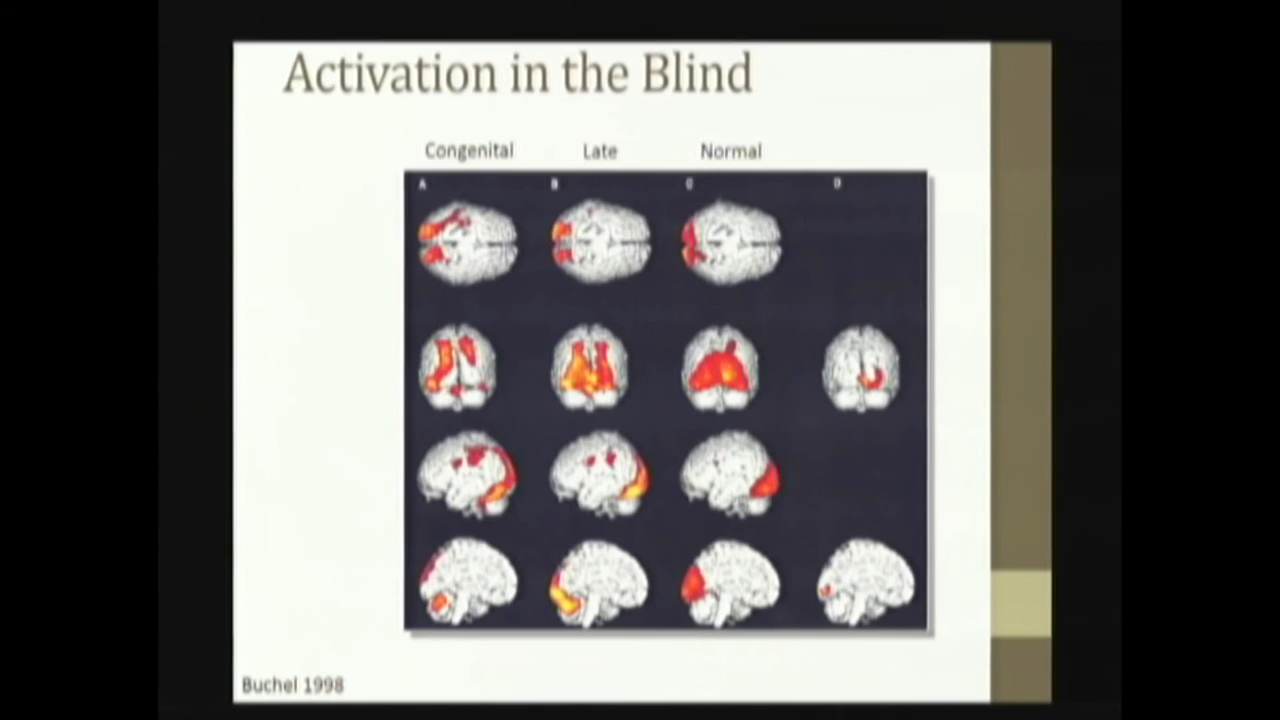 Activation in the Blind
Congenital Late Normal
A B C D
Buchel 1998